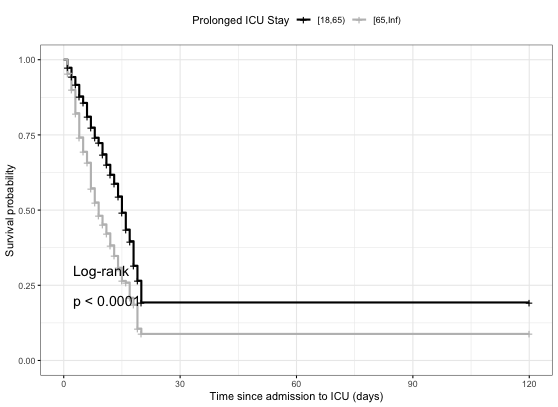 Prolonged ICU Stay [18,65) [65,Inf)
1.00
0.75
0.50
0.25
0.00
Survival probability
Log-rank
p < 0.0001
0 30 60 90 120
Time since admission to ICU (days)